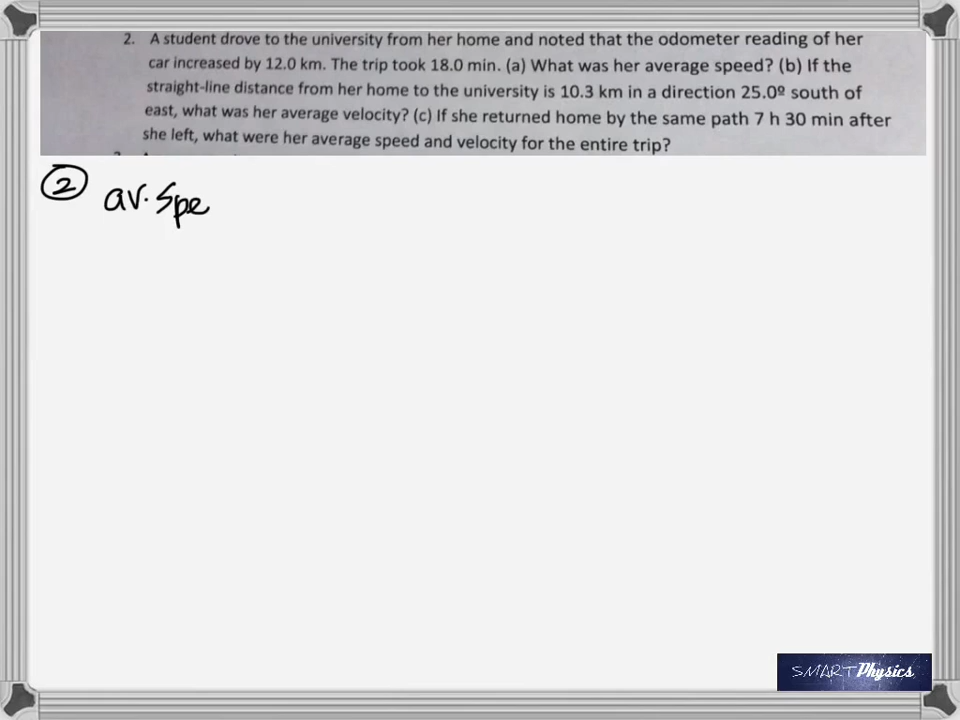 2. A student drove to the university from her home and noted that the odometer reading of her
car increased by 12.0 km. The trip took 18.0 min. (a) What was her average speed? (b) If the
straight-line distance from her home to the university is 10.3 km in a direction 25.0º south of
east, what was her average velocity? (c) If she returned home by the same path 7 h 30 min after
she left, what were her average speed and velocity for the entire trip?
2 av. spe
SMART Physics